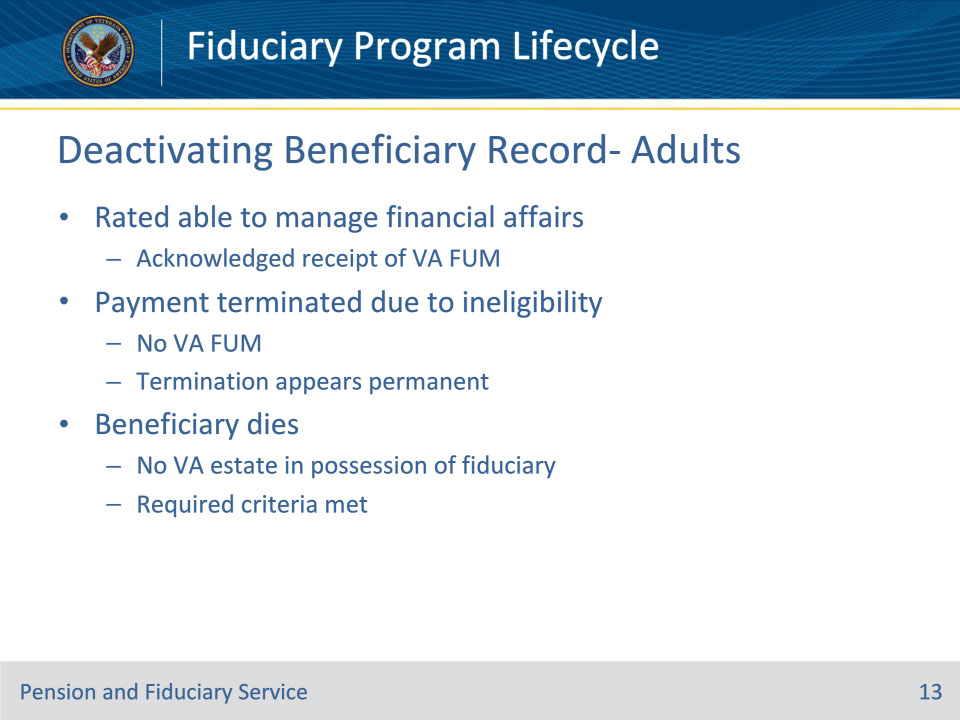 Fiduciary Program Lifecycle
Deactivating Beneficiary Record- Adults
• Rated able to manage financial affairs
– Acknowledged receipt of VA FUM
• Payment terminated due to ineligibility
– No VA FUM
– Termination appears permanent
• Beneficiary dies
– No VA estate in possession of fiduciary
– Required criteria met
Pension and Fiduciary Service
13